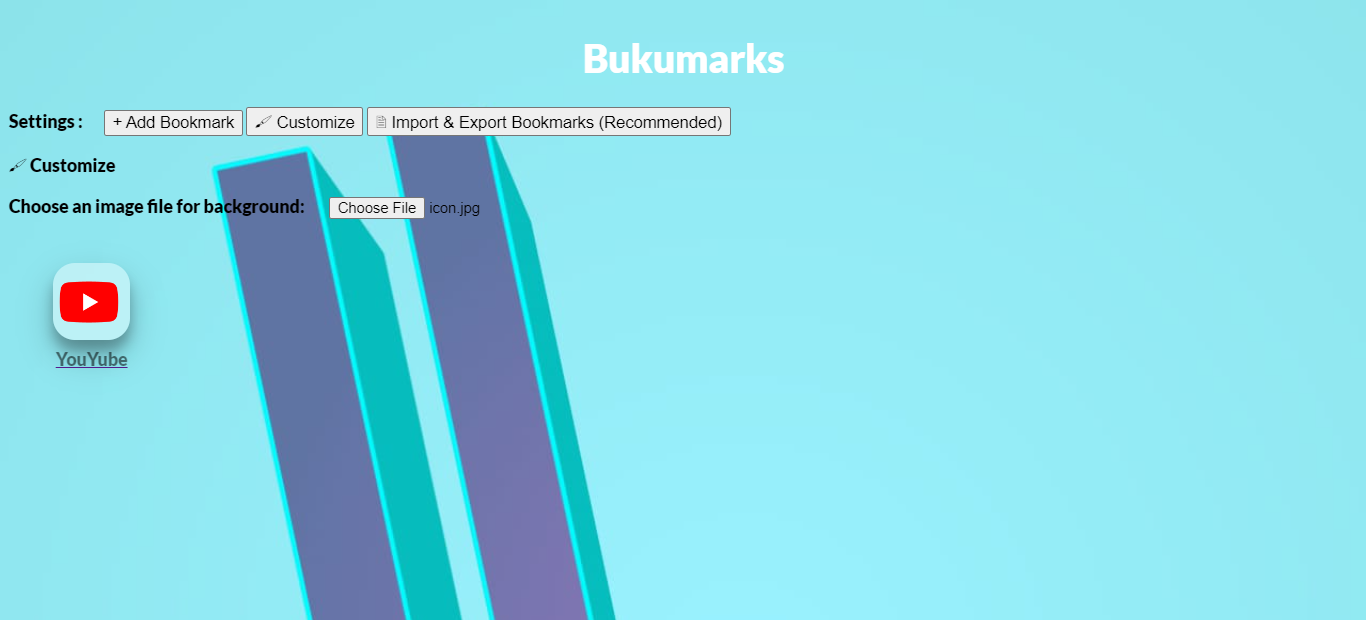 Bukumarks
Settings : + Add Bookmark 🖌 Customize 🗎 Import & Export Bookmarks (Recommended)
🖌 Customize
Choose an image file for background: Choose File icon.jpg
YouYube